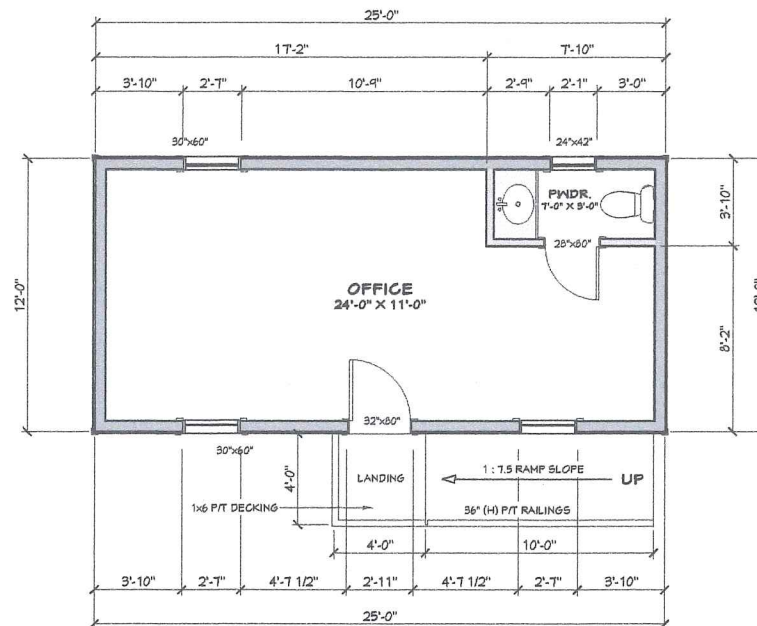 25'-0"
17'-2" 7'-10"
3'-10" 2'-7" 10'-9" 2'-9" 2'-1" 3'-0"
30"x60" 24"x42"
PWDR.
7'-0" X 3'-0"
3'-10"
28"x80"
12'-0"
OFFICE
24'-0" X 11'-0"
8'-2"
32"x80"
30"x60"
4'-0"
LANDING
1 : 7.5 RAMP SLOPE
UP
1x6 P/T DECKING
36" (H) P/T RAILINGS
4'-0" 10'-0"
3'-10" 2'-7" 4'-7 1/2" 2'-11" 4'-7 1/2" 2'-7" 3'-10"
25'-0"